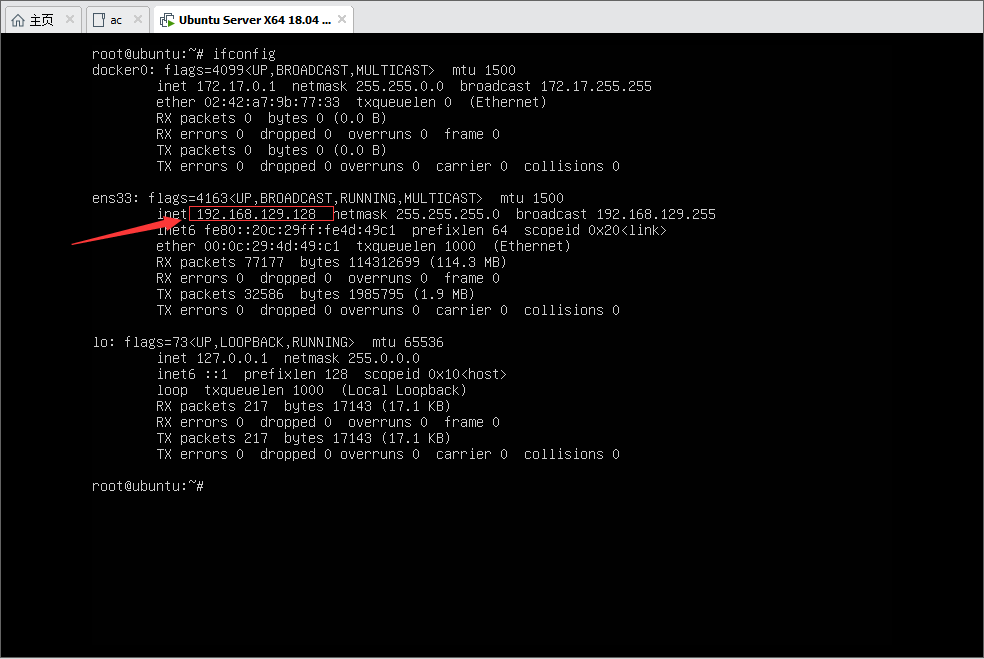 主页 ac Ubuntu Server X64 18.04 ...
root@ubuntu:~# ifconfig
docker0: flags=4099<UP,BROADCAST,MULTICAST> mtu 1500
inet 172.17.0.1 netmask 255.255.0.0 broadcast 172.17.255.255
ether 02:42:a7:9b:77:33 txqueuelen 0 (Ethernet)
RX packets 0 bytes 0 (0.0 B)
RX errors 0 dropped 0 overruns 0 frame 0
TX packets 0 bytes 0 (0.0 B)
TX errors 0 dropped 0 overruns 0 carrier 0 collisions 0
ens33: flags=4163<UP,BROADCAST,RUNNING,MULTICAST> mtu 1500
inet 192.168.129.128 netmask 255.255.255.0 broadcast 192.168.129.255
inet6 fe80::20c:29ff:fe4d:49c1 prefixlen 64 scopeid 0x20<link>
ether 00:0c:29:4d:49:c1 txqueuelen 1000 (Ethernet)
RX packets 77177 bytes 114312699 (114.3 MB)
RX errors 0 dropped 0 overruns 0 frame 0
TX packets 32586 bytes 1985795 (1.9 MB)
TX errors 0 dropped 0 overruns 0 carrier 0 collisions 0
lo: flags=73<UP,LOOPBACK,RUNNING> mtu 65536
inet 127.0.0.1 netmask 255.0.0.0
inet6 ::1 prefixlen 128 scopeid 0x10<host>
loop txqueuelen 1000 (Local Loopback)
RX packets 217 bytes 17143 (17.1 KB)
RX errors 0 dropped 0 overruns 0 frame 0
TX packets 217 bytes 17143 (17.1 KB)
TX errors 0 dropped 0 overruns 0 carrier 0 collisions 0
root@ubuntu:~#